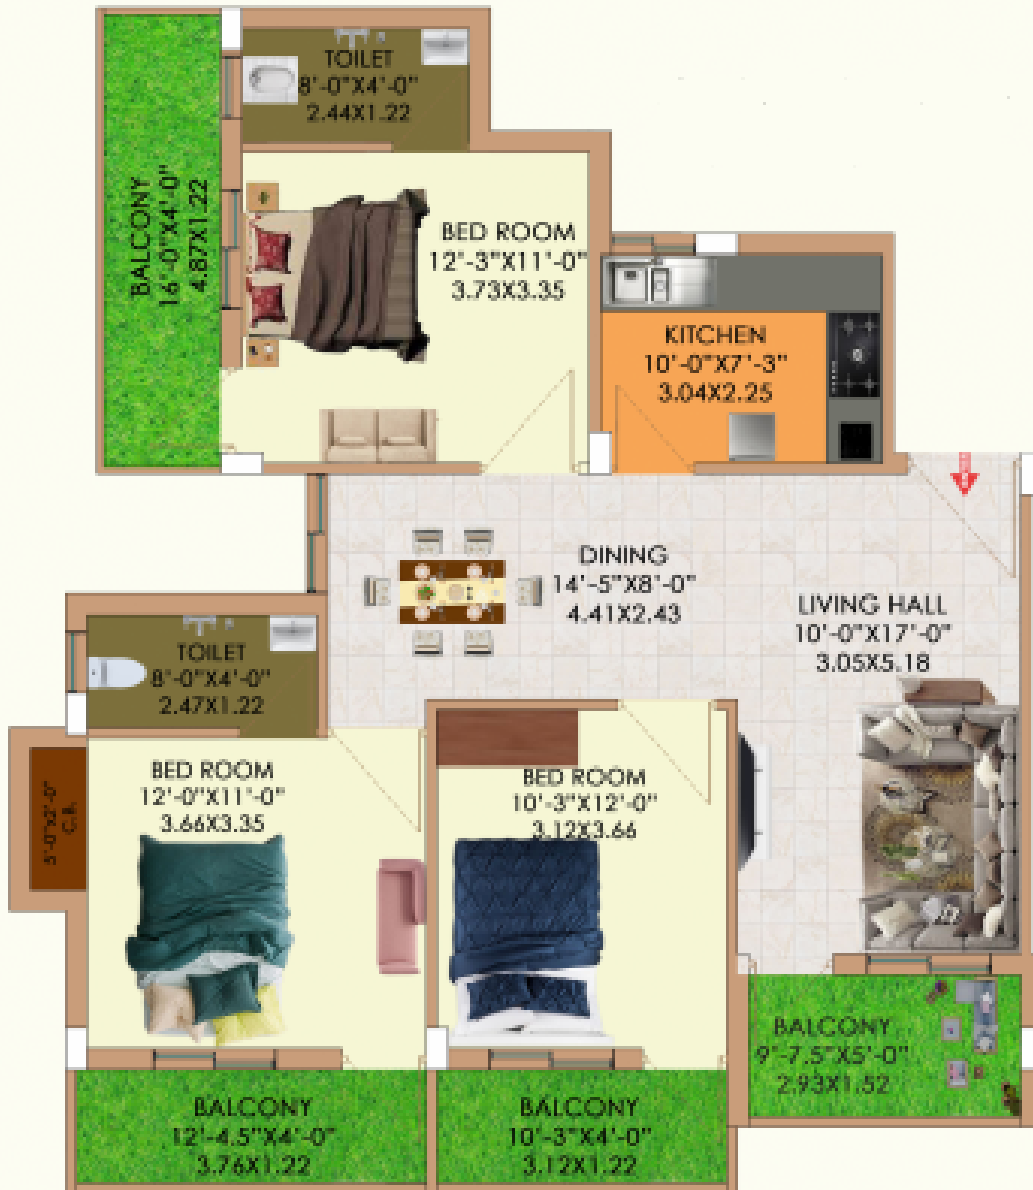 TOILET
8'-0"X4'-0"
2.44X1.22
BALCONY
16'-0"X4'-0"
4.87X1.22
BED ROOM
12'-3"X11'-0"
3.73X3.35
KITCHEN
10'-0"X7'-3"
3.04X2.25
DINING
14'-5"X8'-0"
4.41X2.43
LIVING HALL
10'-0"X17'-0"
3.05X5.18
TOILET
8'-0"X4'-0"
2.47X1.22
BED ROOM
12'-0"X11'-0"
3.66X3.35
BED ROOM
10'-3"X12'-0"
3.12X3.66
5'-0"x2'-0"
C.B.
BALCONY
9'-7.5"X5'-0"
2.93X1.52
BALCONY
12'-4.5"X4'-0"
3.76X1.22
BALCONY
10'-3"X4'-0"
3.12X1.22